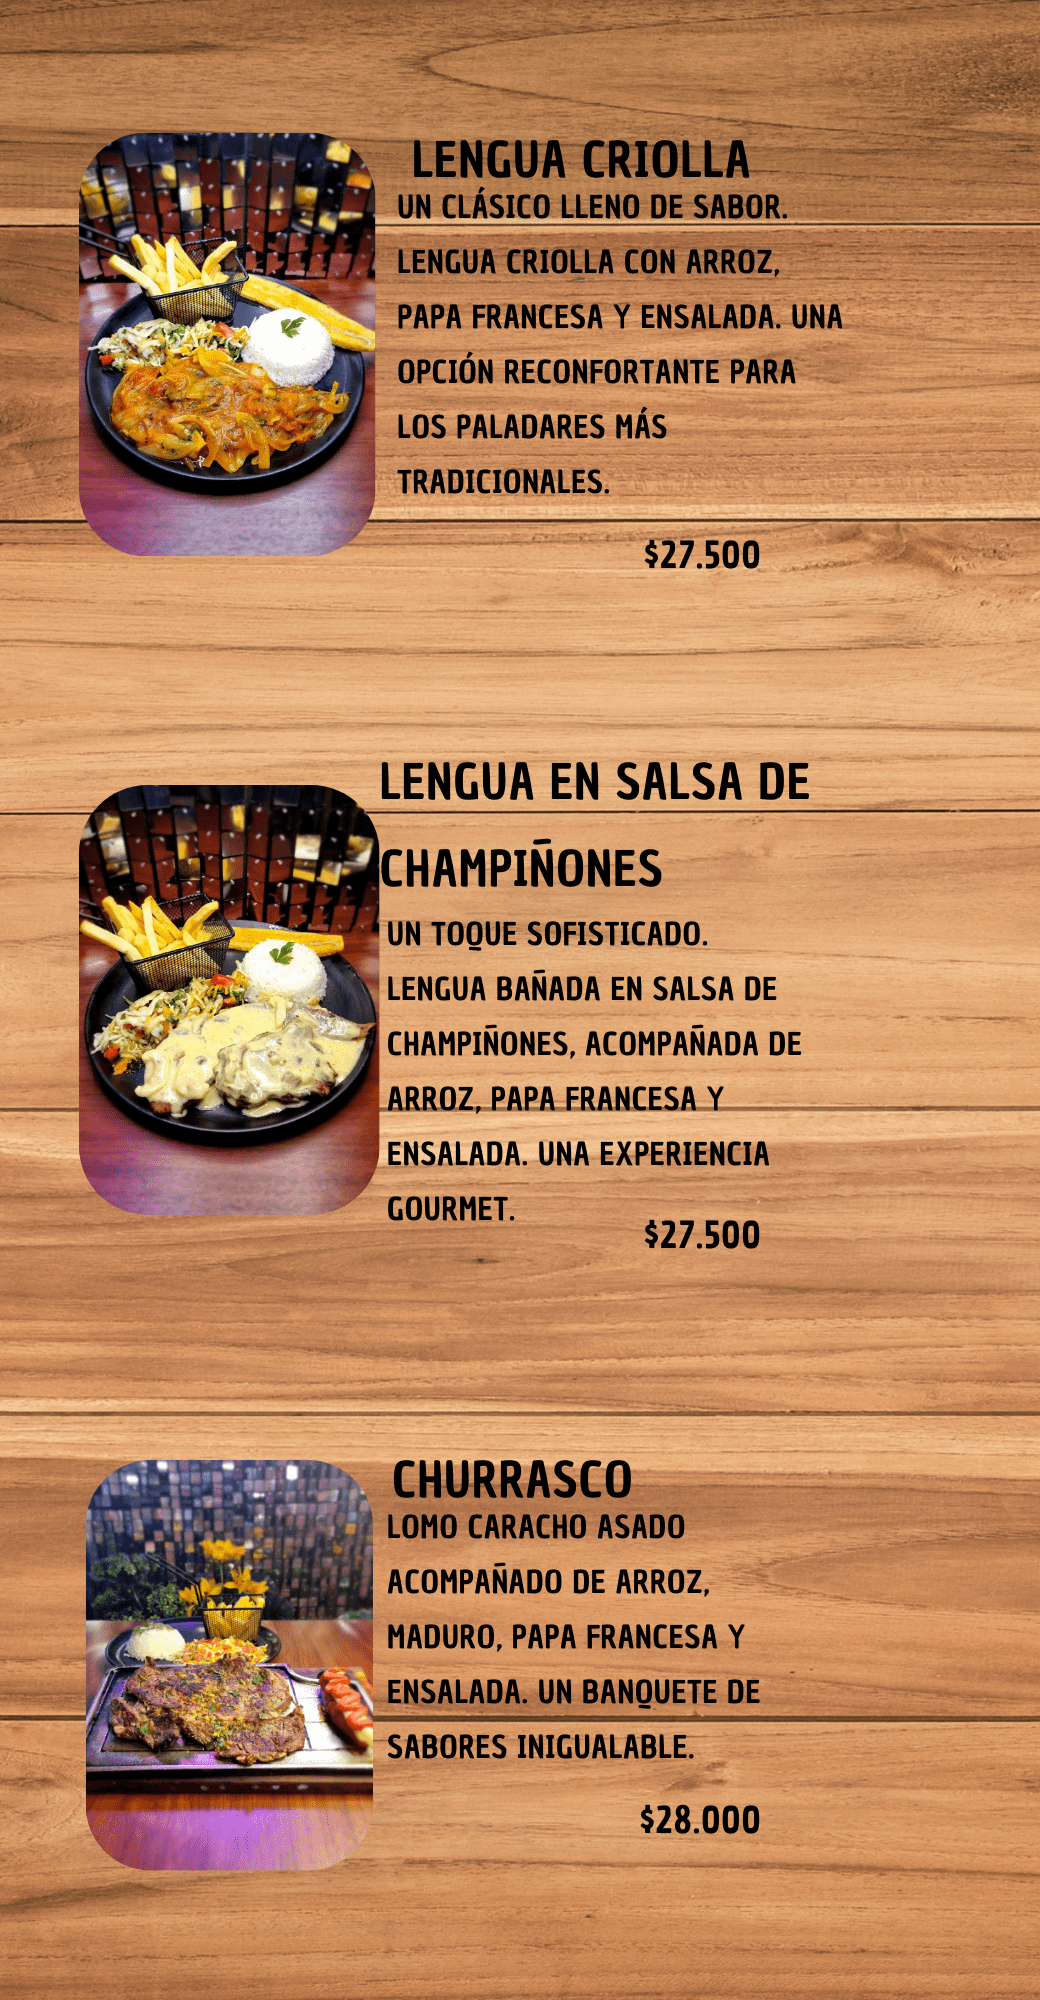 LENGUA CRIOLLA
UN CLÁSICO LLENO DE SABOR.
LENGUA CRIOLLA CON ARROZ,
PAPA FRANCESA Y ENSALADA. UNA
OPCIÓN RECONFORTANTE PARA
LOS PALADARES MÁS
TRADICIONALES.
$27.500
LENGUA EN SALSA DE
CHAMPIÑONES
UN TOQUE SOFISTICADO.
LENGUA BAÑADA EN SALSA DE
CHAMPIÑONES, ACOMPAÑADA DE
ARROZ, PAPA FRANCESA Y
ENSALADA. UNA EXPERIENCIA
GOURMET.
$27.500
CHURRASCO
LOMO CARACHO ASADO
ACOMPAÑADO DE ARROZ,
MADURO, PAPA FRANCESA Y
ENSALADA. UN BANQUETE DE
SABORES INIGUALABLE.
$28.000